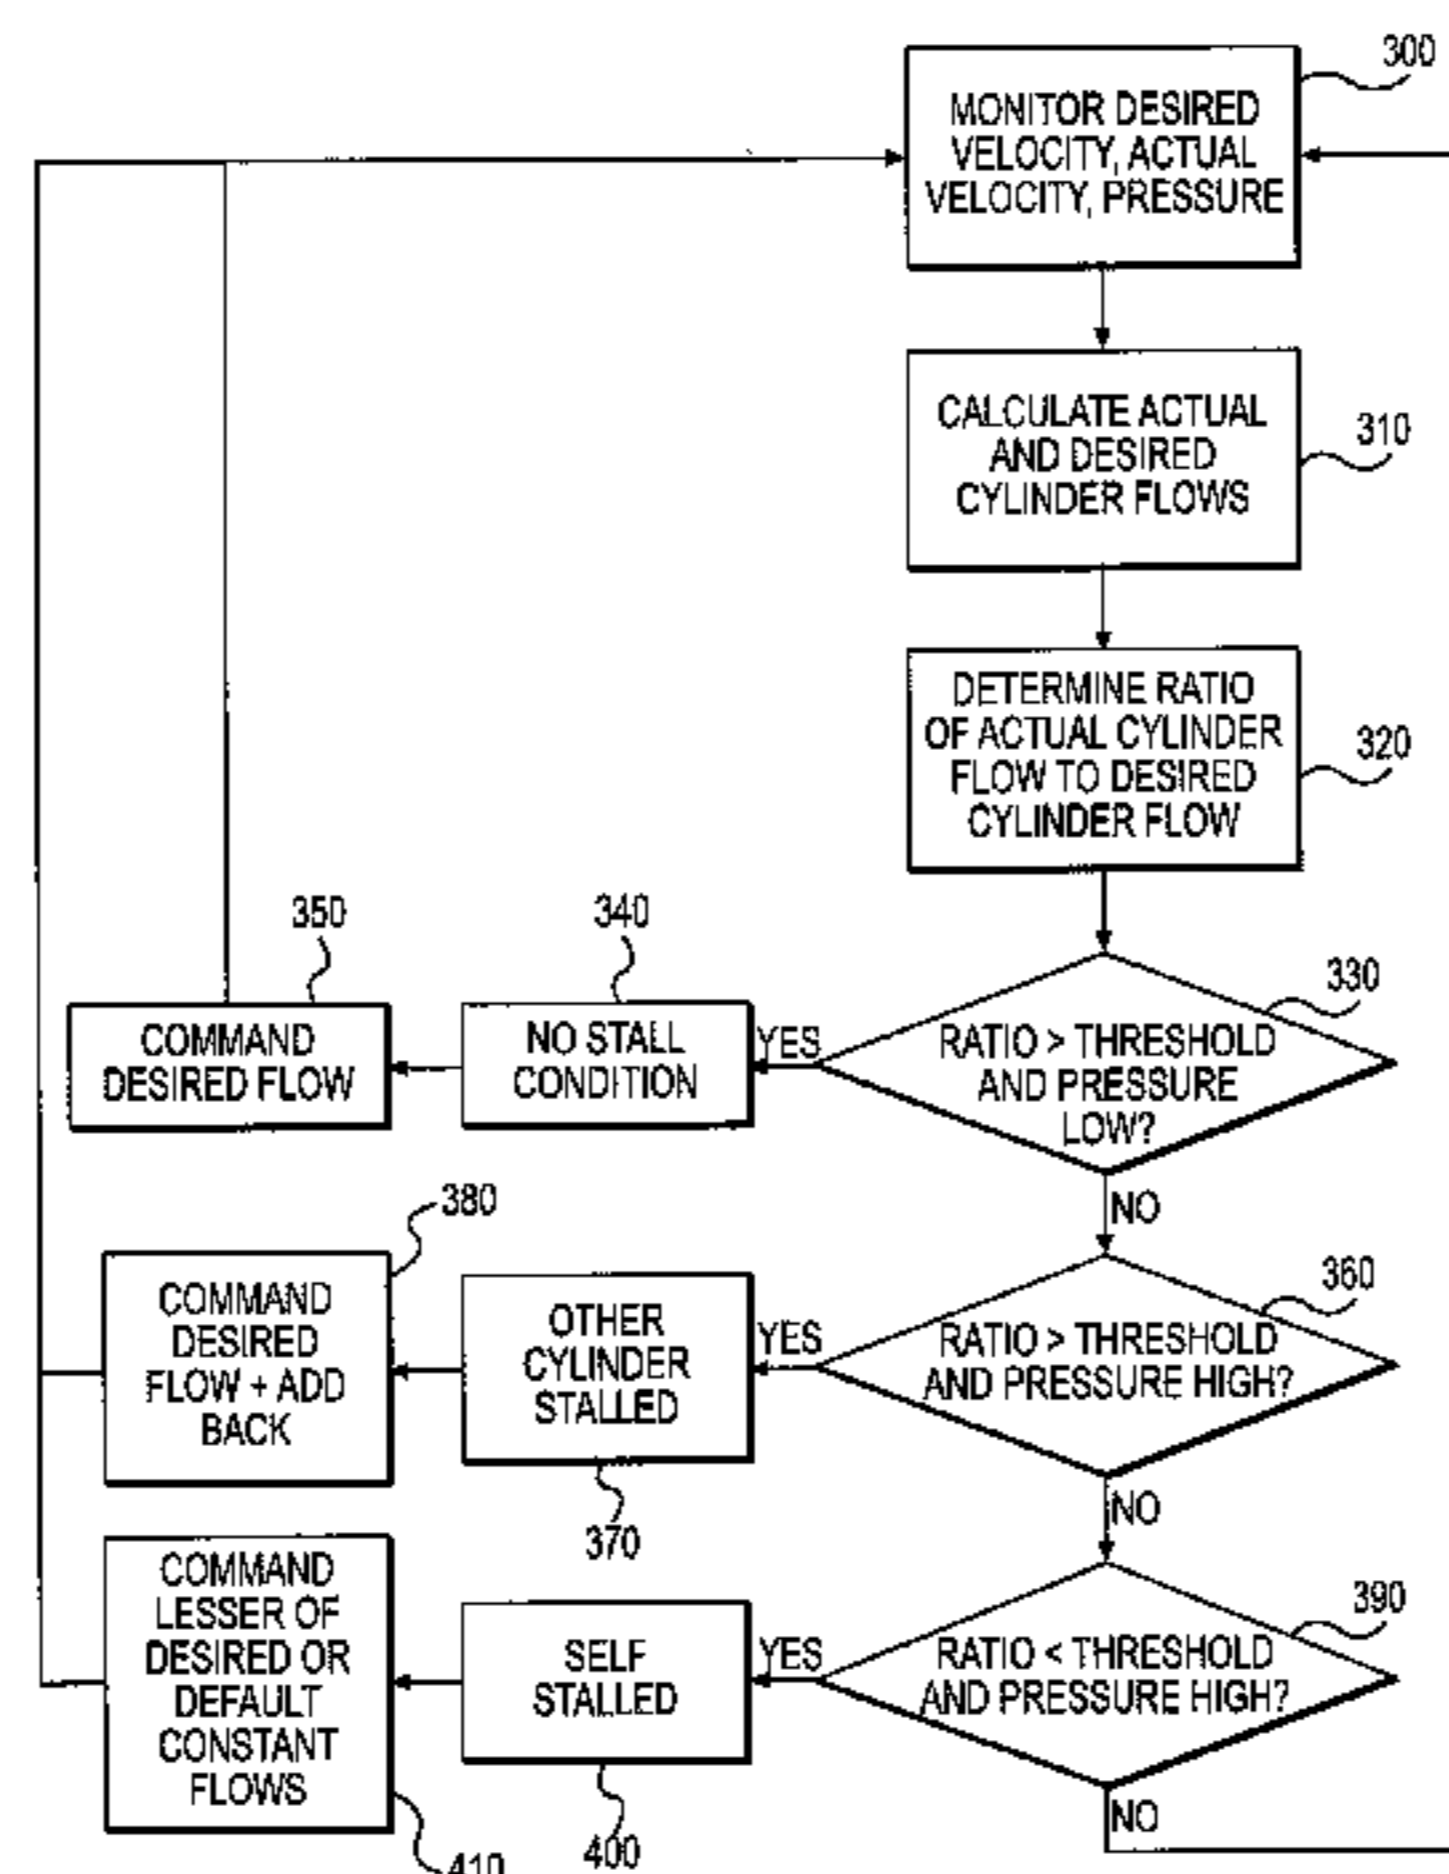 300
MONITOR DESIRED
VELOCITY, ACTUAL
VELOCITY, PRESSURE
310
CALCULATE ACTUAL
AND DESIRED
CYLINDER FLOWS
320
DETERMINE RATIO
OF ACTUAL CYLINDER
FLOW TO DESIRED
CYLINDER FLOW
330
RATIO > THRESHOLD
AND PRESSURE
LOW?
YES
340
NO STALL
CONDITION
350
COMMAND
DESIRED FLOW
NO
360
RATIO > THRESHOLD
AND PRESSURE HIGH?
YES
OTHER
CYLINDER
STALLED
370
380
COMMAND
DESIRED
FLOW + ADD
BACK
NO
390
RATIO < THRESHOLD
AND PRESSURE HIGH?
YES
SELF
STALLED
400
COMMAND
LESSER OF
DESIRED OR
DEFAULT
CONSTANT
FLOWS
410
NO